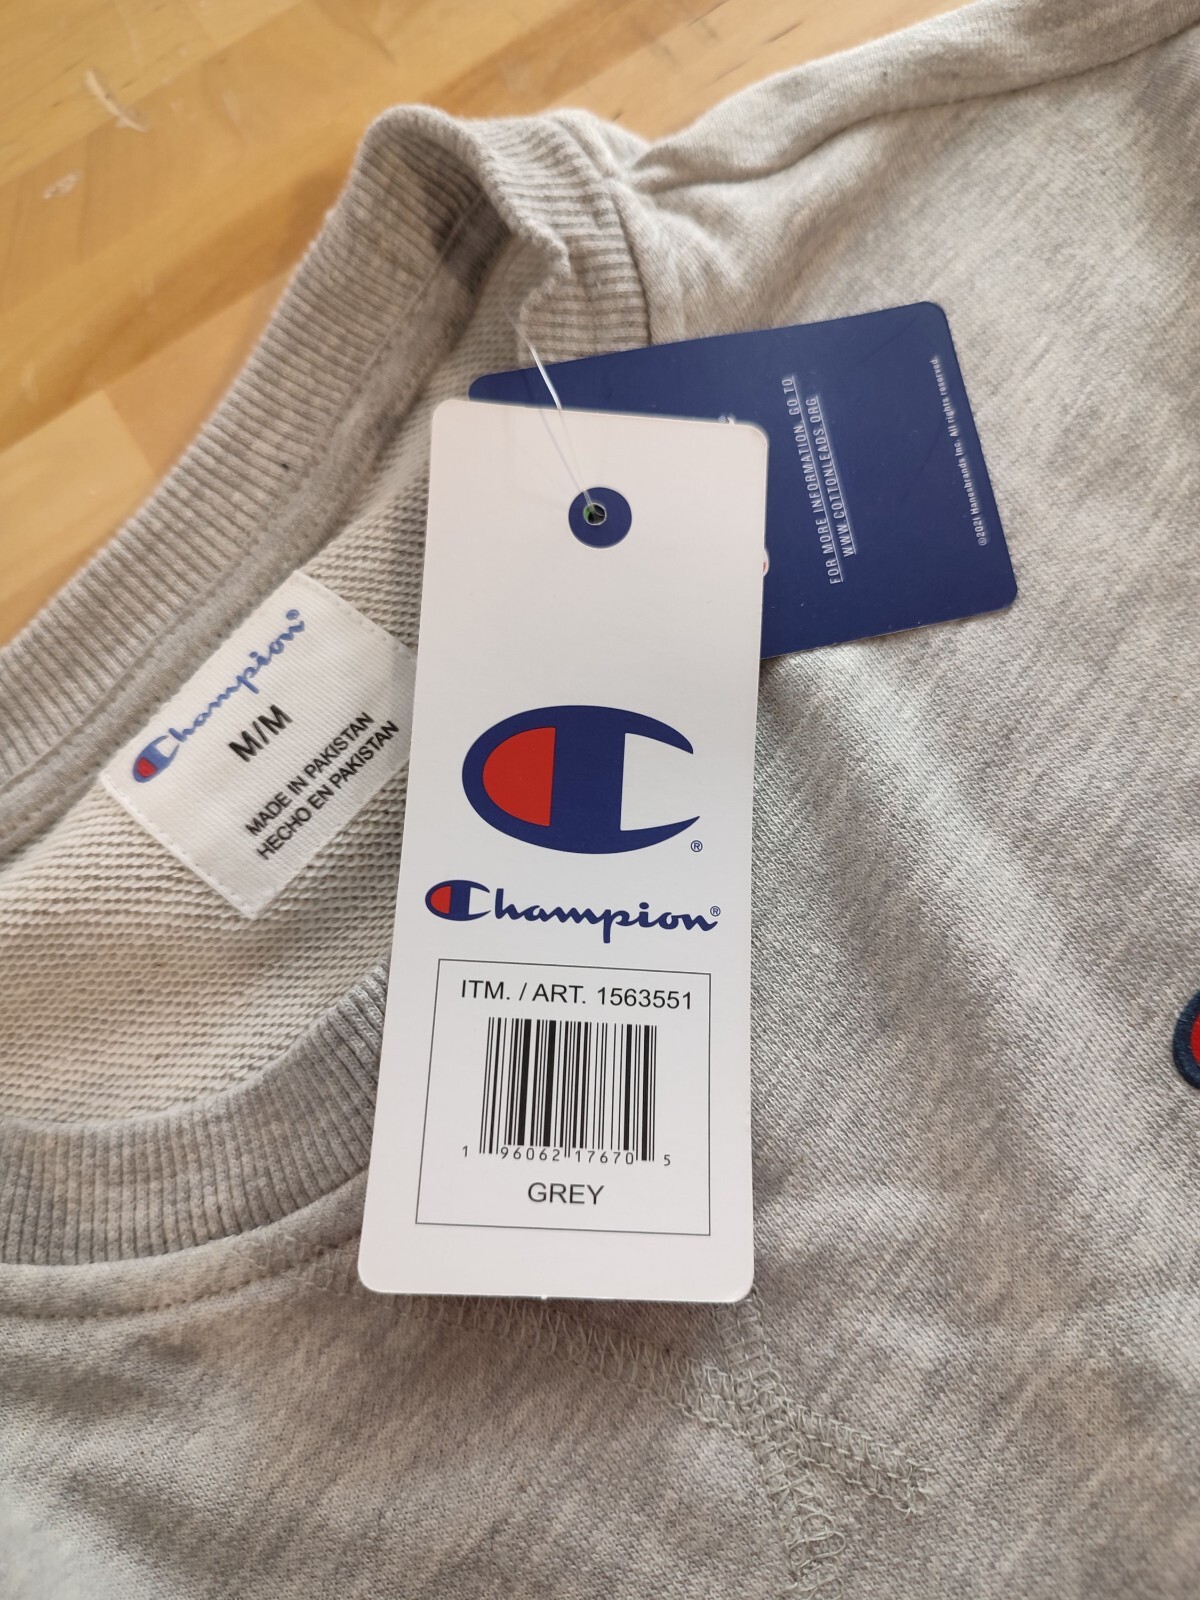 FOR MORE INFORMATION, GO TO
WWW.COTTONLEADS.ORG
©2021 Hanesbrands Inc. All rights reserved.
Champion®
M/M
MADE IN PAKISTAN
HECHO EN PAKISTAN
®
Champion®
ITM. / ART. 1563551
1 96062 17670 5
GREY